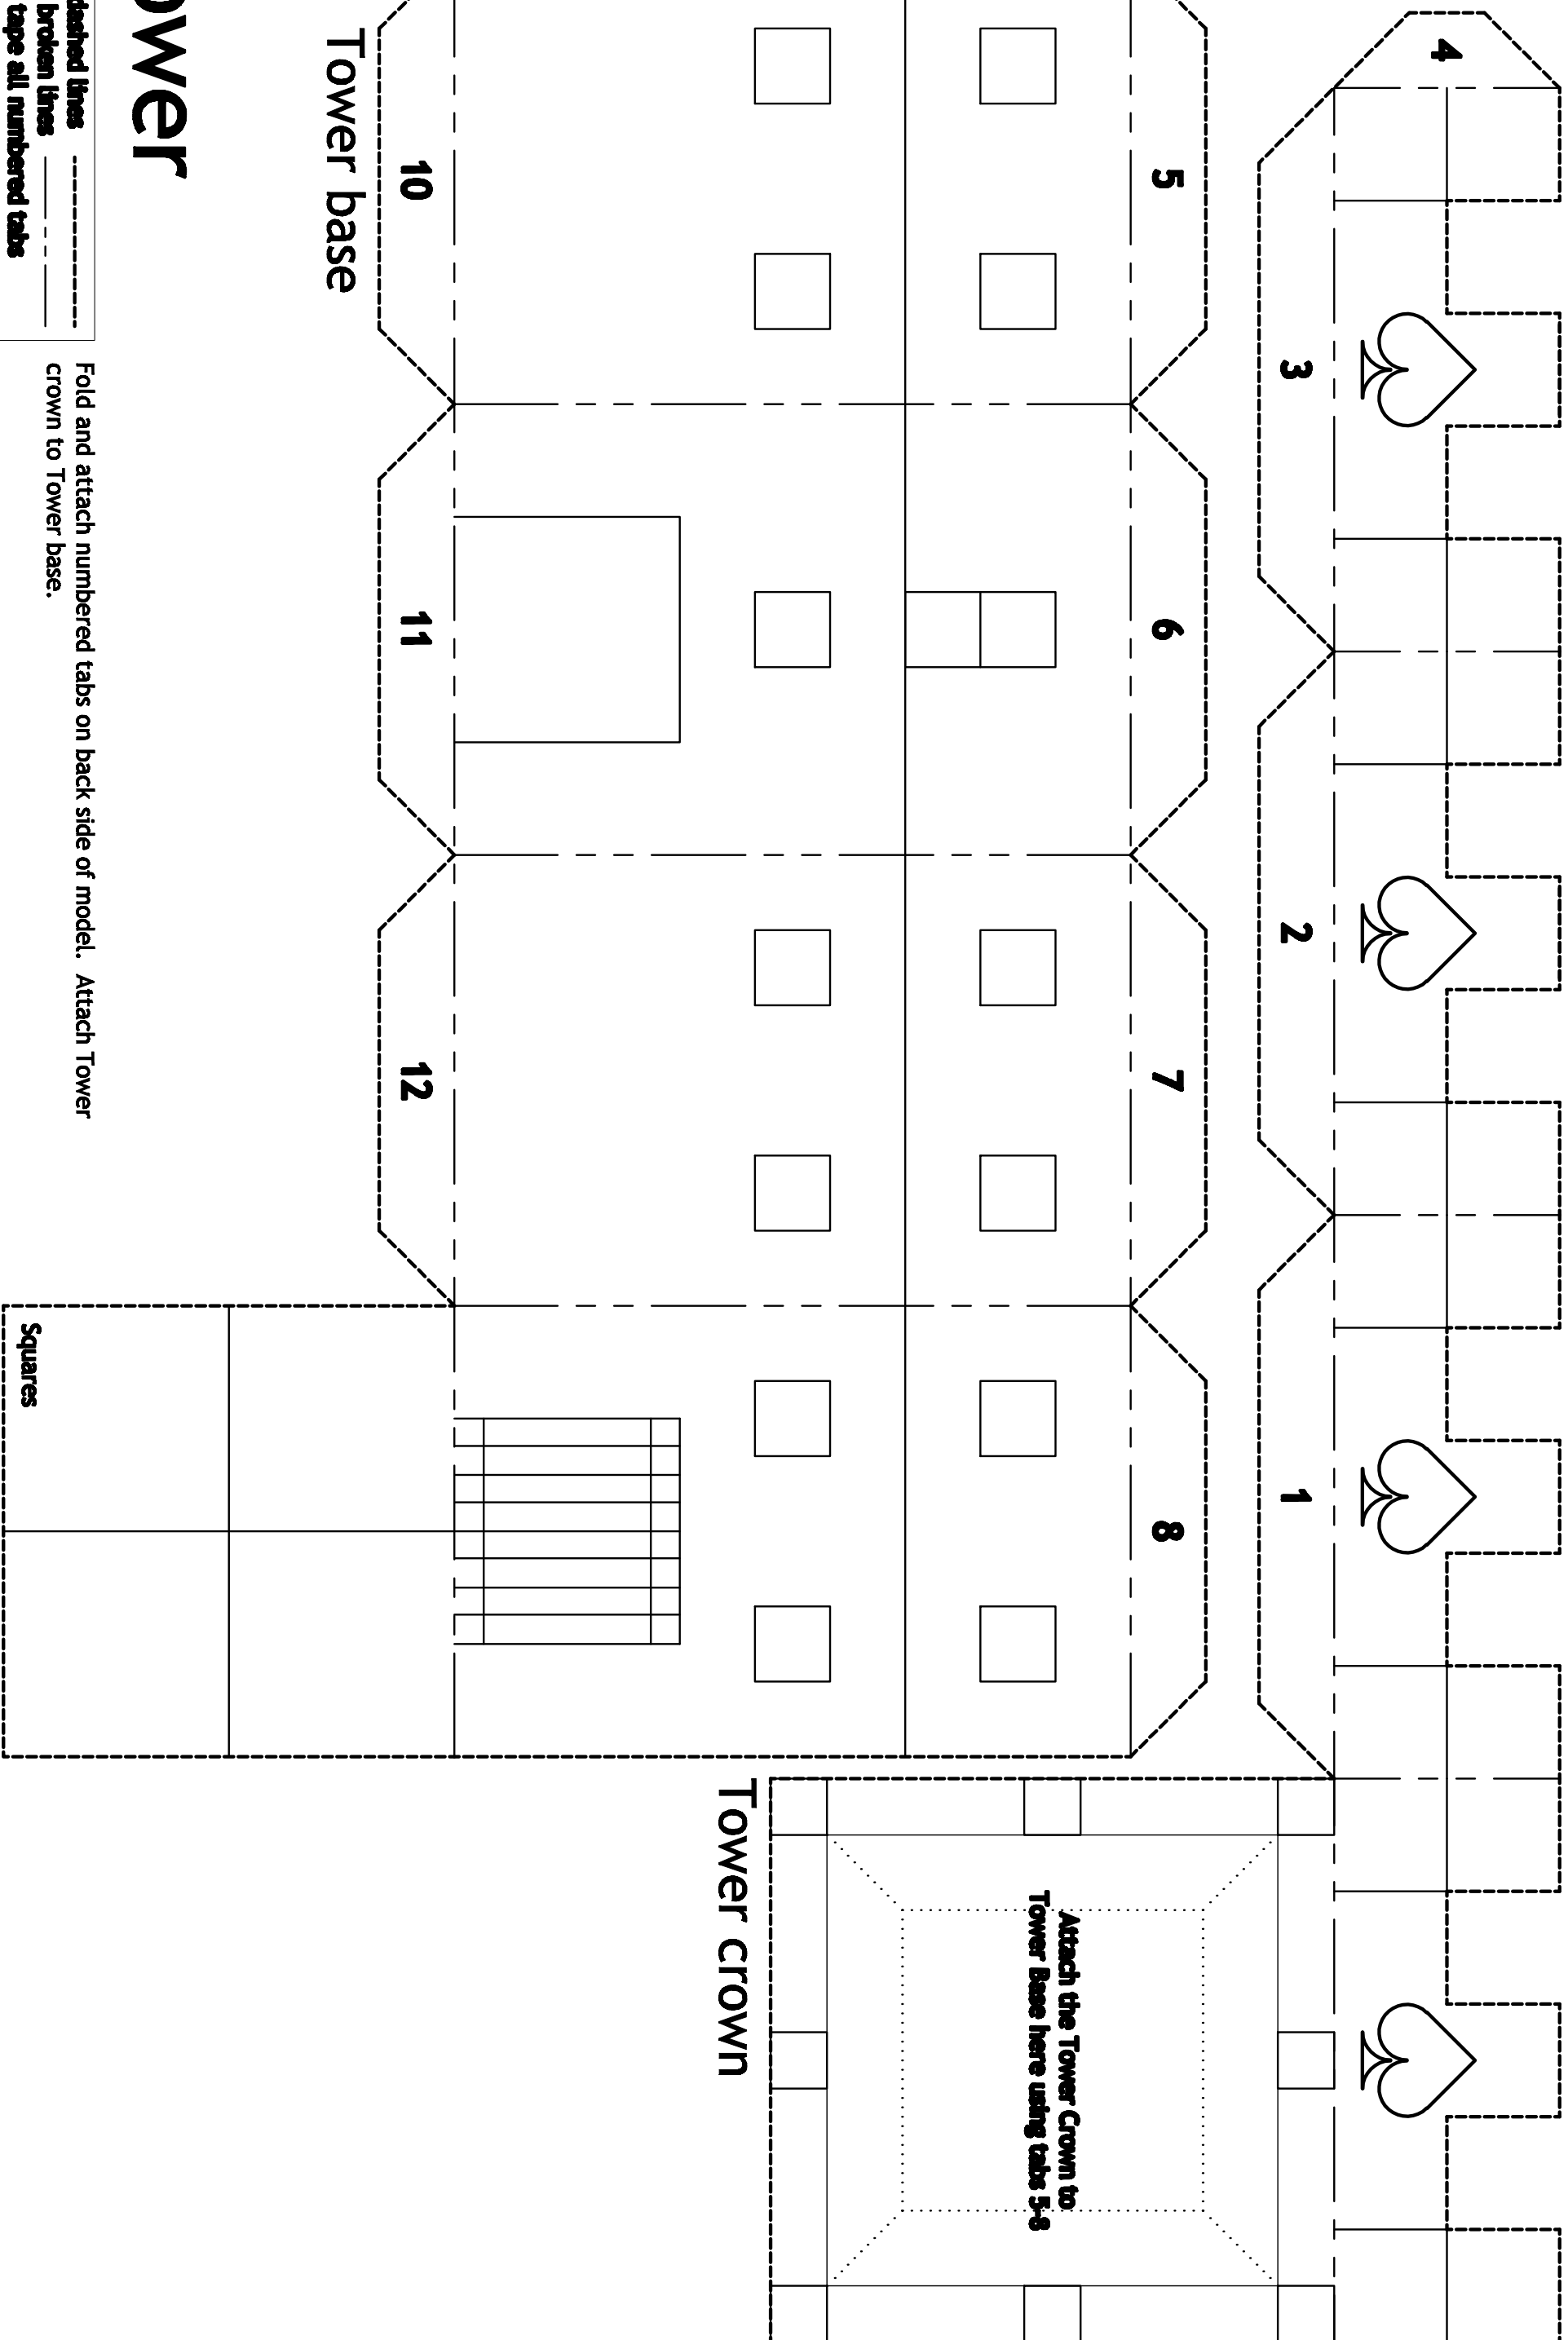 dashed lines
broken lines
tape all numbered tabs
Fold and attach numbered tabs on back side of model. Attach Tower
crown to Tower base.
Tower base
10
11
12
5
6
7
8
4
3
2
1
Squares
Tower crown
Attach the Tower Crown to
Tower Base here using tabs 5-8